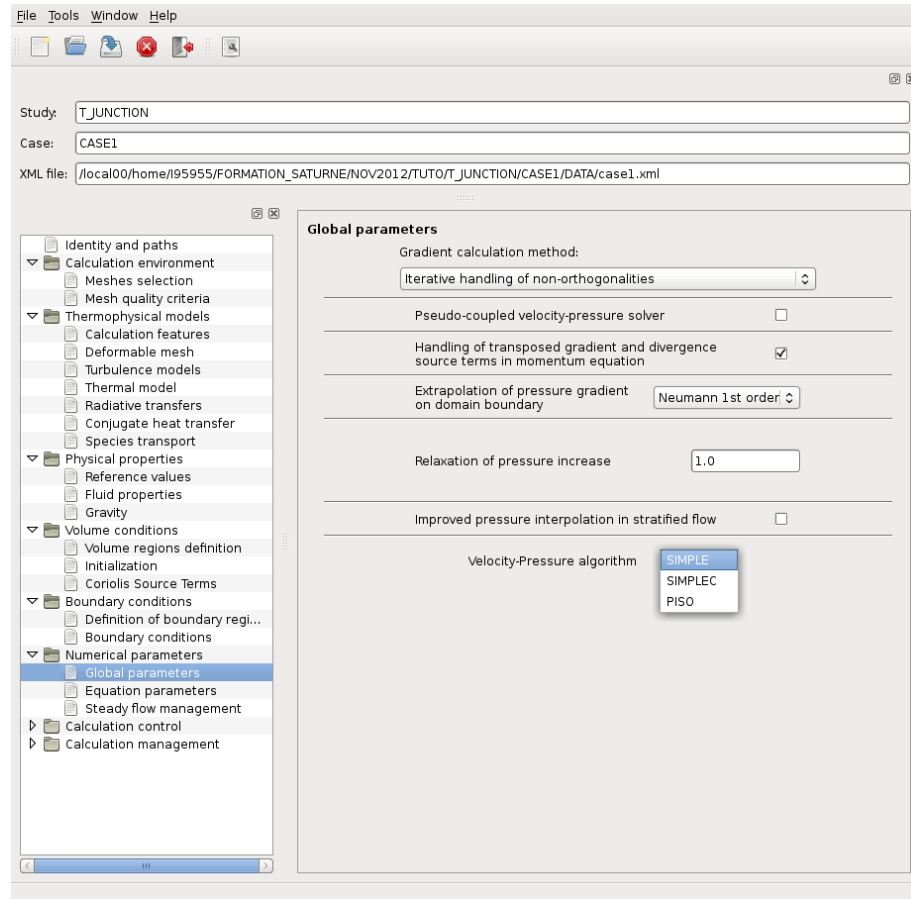 File Tools Window Help
Study: T_JUNCTION
Case: CASE1
XML file: /local00/home/I95955/FORMATION_SATURNE/NOV2012/TUTO/T_JUNCTION/CASE1/DATA/case1.xml
Identity and paths
Calculation environment
Meshes selection
Mesh quality criteria
Thermophysical models
Calculation features
Deformable mesh
Turbulence models
Thermal model
Radiative transfers
Conjugate heat transfer
Species transport
Physical properties
Reference values
Fluid properties
Gravity
Volume conditions
Volume regions definition
Initialization
Coriolis Source Terms
Boundary conditions
Definition of boundary regi...
Boundary conditions
Numerical parameters
Global parameters
Equation parameters
Steady flow management
Calculation control
Calculation management
Global parameters
Gradient calculation method:
Iterative handling of non-orthogonalities
Pseudo-coupled velocity-pressure solver
Handling of transposed gradient and divergence
source terms in momentum equation
Extrapolation of pressure gradient
on domain boundary
Neumann 1st order
Relaxation of pressure increase 1.0
Improved pressure interpolation in stratified flow
Velocity-Pressure algorithm SIMPLE
SIMPLEC
PISO